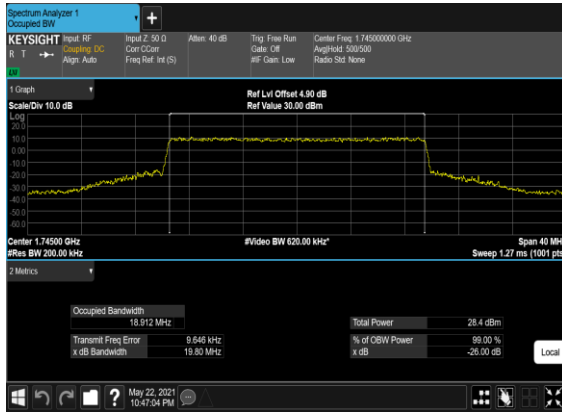 Spectrum Analyzer 1
Occupied BW
+
KEYSIGHT Input: RF Input Z: 50 Ω Atten: 40 dB Trig: Free Run Center Freq: 1.745000000 GHz
R T Coupling: DC Corr CCorr Gate: Off Avg|Hold: 500/500
Align: Auto Freq Ref: Int (S) #IF Gain: Low Radio Std: None
LW
1 Graph
Ref Lvl Offset 4.90 dB
Scale/Div 10.0 dB Ref Value 30.00 dBm
Log
20.0
10.0
0.00
-10.0
-20.0
-30.0
-40.0
-50.0
-60.0
Center 1.74500 GHz #Video BW 620.00 kHz* Span 40 MH
#Res BW 200.00 kHz Sweep 1.27 ms (1001 pts
2 Metrics
Occupied Bandwidth
18.912 MHz Total Power 28.4 dBm
Transmit Freq Error 9.646 kHz % of OBW Power 99.00 %
x dB Bandwidth 19.80 MHz x dB -26.00 dB
Local
? May 22, 2021
10:47:04 PM